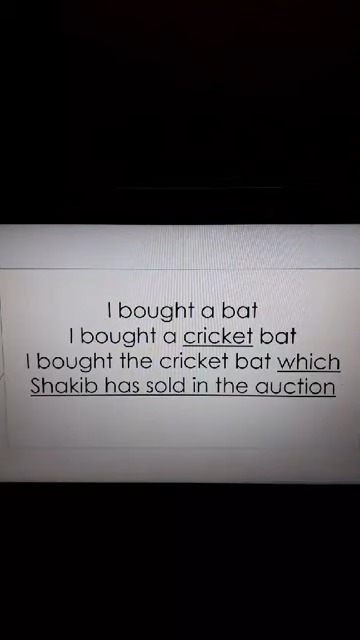 I bought a bat
I bought a cricket bat
I bought the cricket bat which
Shakib has sold in the auction